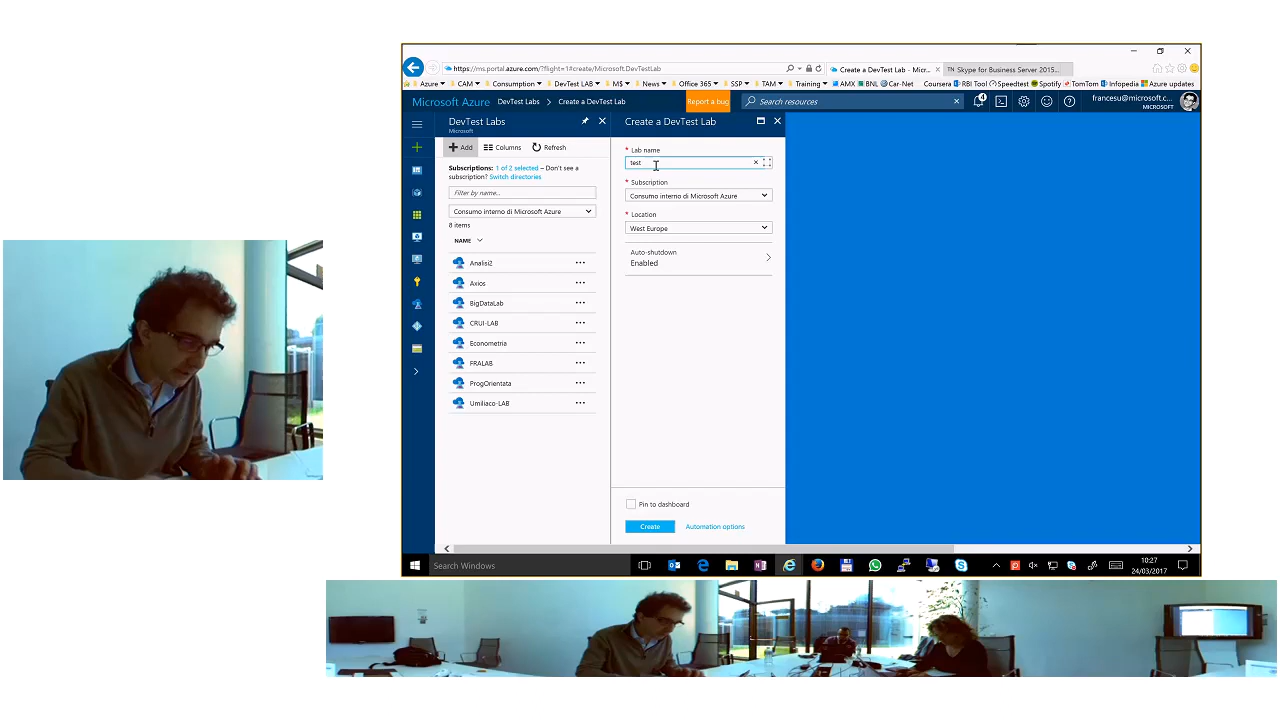 https://ms.portal.azure.com/?flight=1#create/Microsoft.DevTestLab
Create a DevTest Lab - Micr...
Skype for Business Server 2015...
Azure CAM Consumption DevTest LAB M$ News Office 365 SSP TAM Training AMX BNL Car-Net Coursera RBI Tool Speedtest Spotify TomTom Infopedia Azure updates
Microsoft Azure DevTest Labs > Create a DevTest Lab
Report a bug
Search resources
4
francesu@microsoft.c...
MICROSOFT
DevTest Labs
Microsoft
Add Columns Refresh
Subscriptions: 1 of 2 selected – Don't see a
subscription? Switch directories
Filter by name...
Consumo interno di Microsoft Azure
8 items
NAME
Analisi2
Axios
BigDataLab
CRUI-LAB
Econometria
FRALAB
ProgOrientata
Umiliaco-LAB
Create a DevTest Lab
* Lab name
test
* Subscription
Consumo interno di Microsoft Azure
* Location
West Europe
Auto-shutdown
Enabled
Pin to dashboard
Create Automation options
Search Windows
10:27
24/03/2017